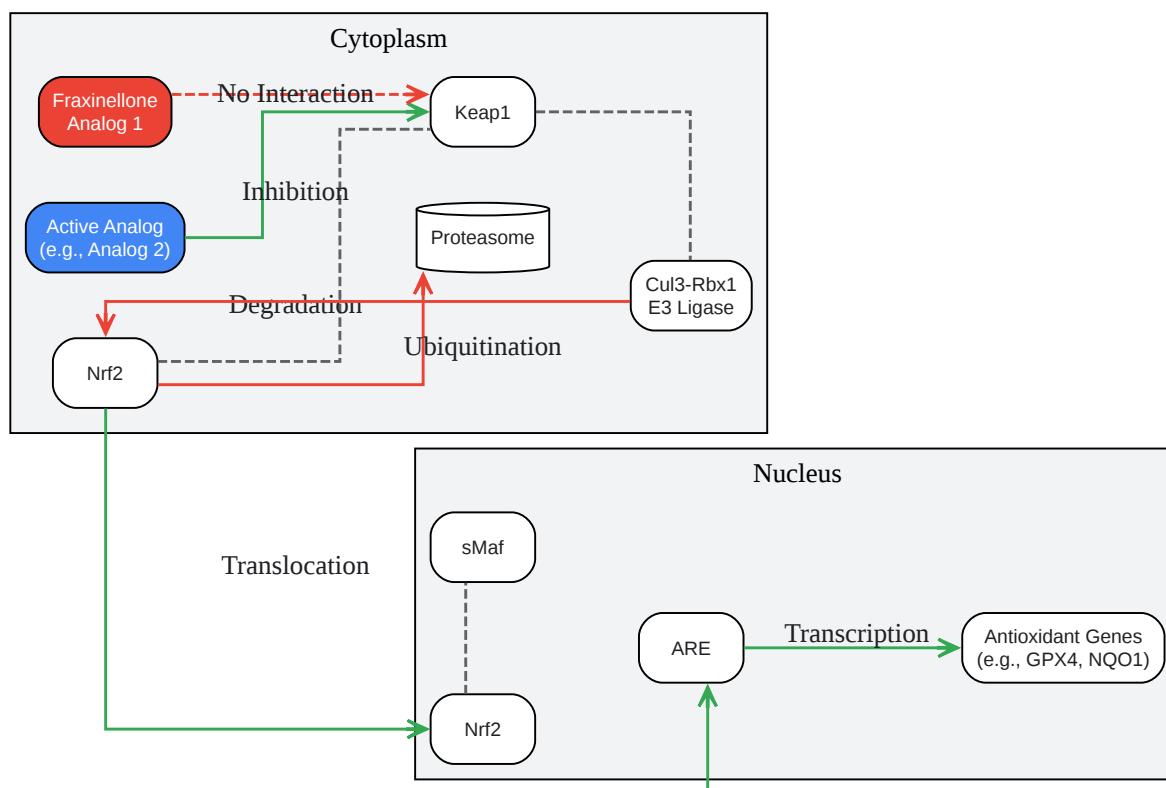 Cytoplasm
Fraxinellone
Analog 1
No Interaction
Keap1
Inhibition
Active Analog
(e.g., Analog 2)
Proteasome
Cul3-Rbx1
E3 Ligase
Degradation
Ubiquitination
Nrf2
Nucleus
sMaf
Translocation
ARE
Transcription
Antioxidant Genes
(e.g., GPX4, NQO1)
Nrf2